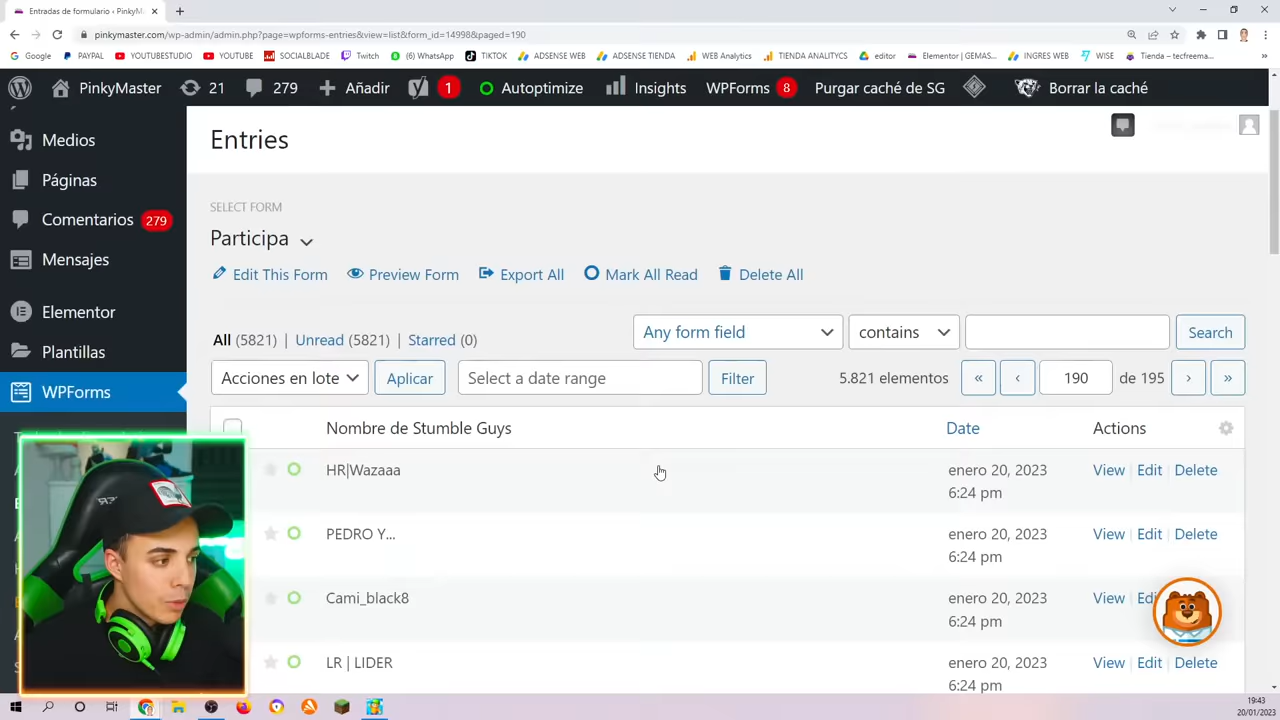 Entradas de formulario ‹ PinkyM
pinkymaster.com/wp-admin/admin.php?page=wpforms-entries&view=list&form_id=14998&paged=190
Google PAYPAL YOUTUBESTUDIO YOUTUBE SOCIALBLADE Twitch (6) WhatsApp TIKTOK ADSENSE WEB ADSENSE TIENDA WEB Analytics TIENDA ANALITYCS editor Elementor | GEMAS... INGRES WEB WISE Tienda – tecfreema...
PinkyMaster 21 279 Añadir 1 Autoptimize Insights WPForms 8 Purgar caché de SG Borrar la caché
Medios
Páginas
Comentarios 279
Mensajes
Elementor
Plantillas
WPForms
Entries
SELECT FORM
Participa
Edit This Form Preview Form Export All Mark All Read Delete All
All (5821) | Unread (5821) | Starred (0) Any form field contains Search
Acciones en lote Aplicar Select a date range Filter 5.821 elementos « ‹ 190 de 195 › »
Nombre de Stumble Guys Date Actions
HR|Wazaaa enero 20, 2023 View | Edit | Delete
6:24 pm
PEDRO Y... enero 20, 2023 View | Edit | Delete
6:24 pm
Cami_black8 enero 20, 2023 View
6:24 pm
LR | LIDER enero 20, 2023 View | Edit | Delete
6:24 pm
19:43
20/01/2023